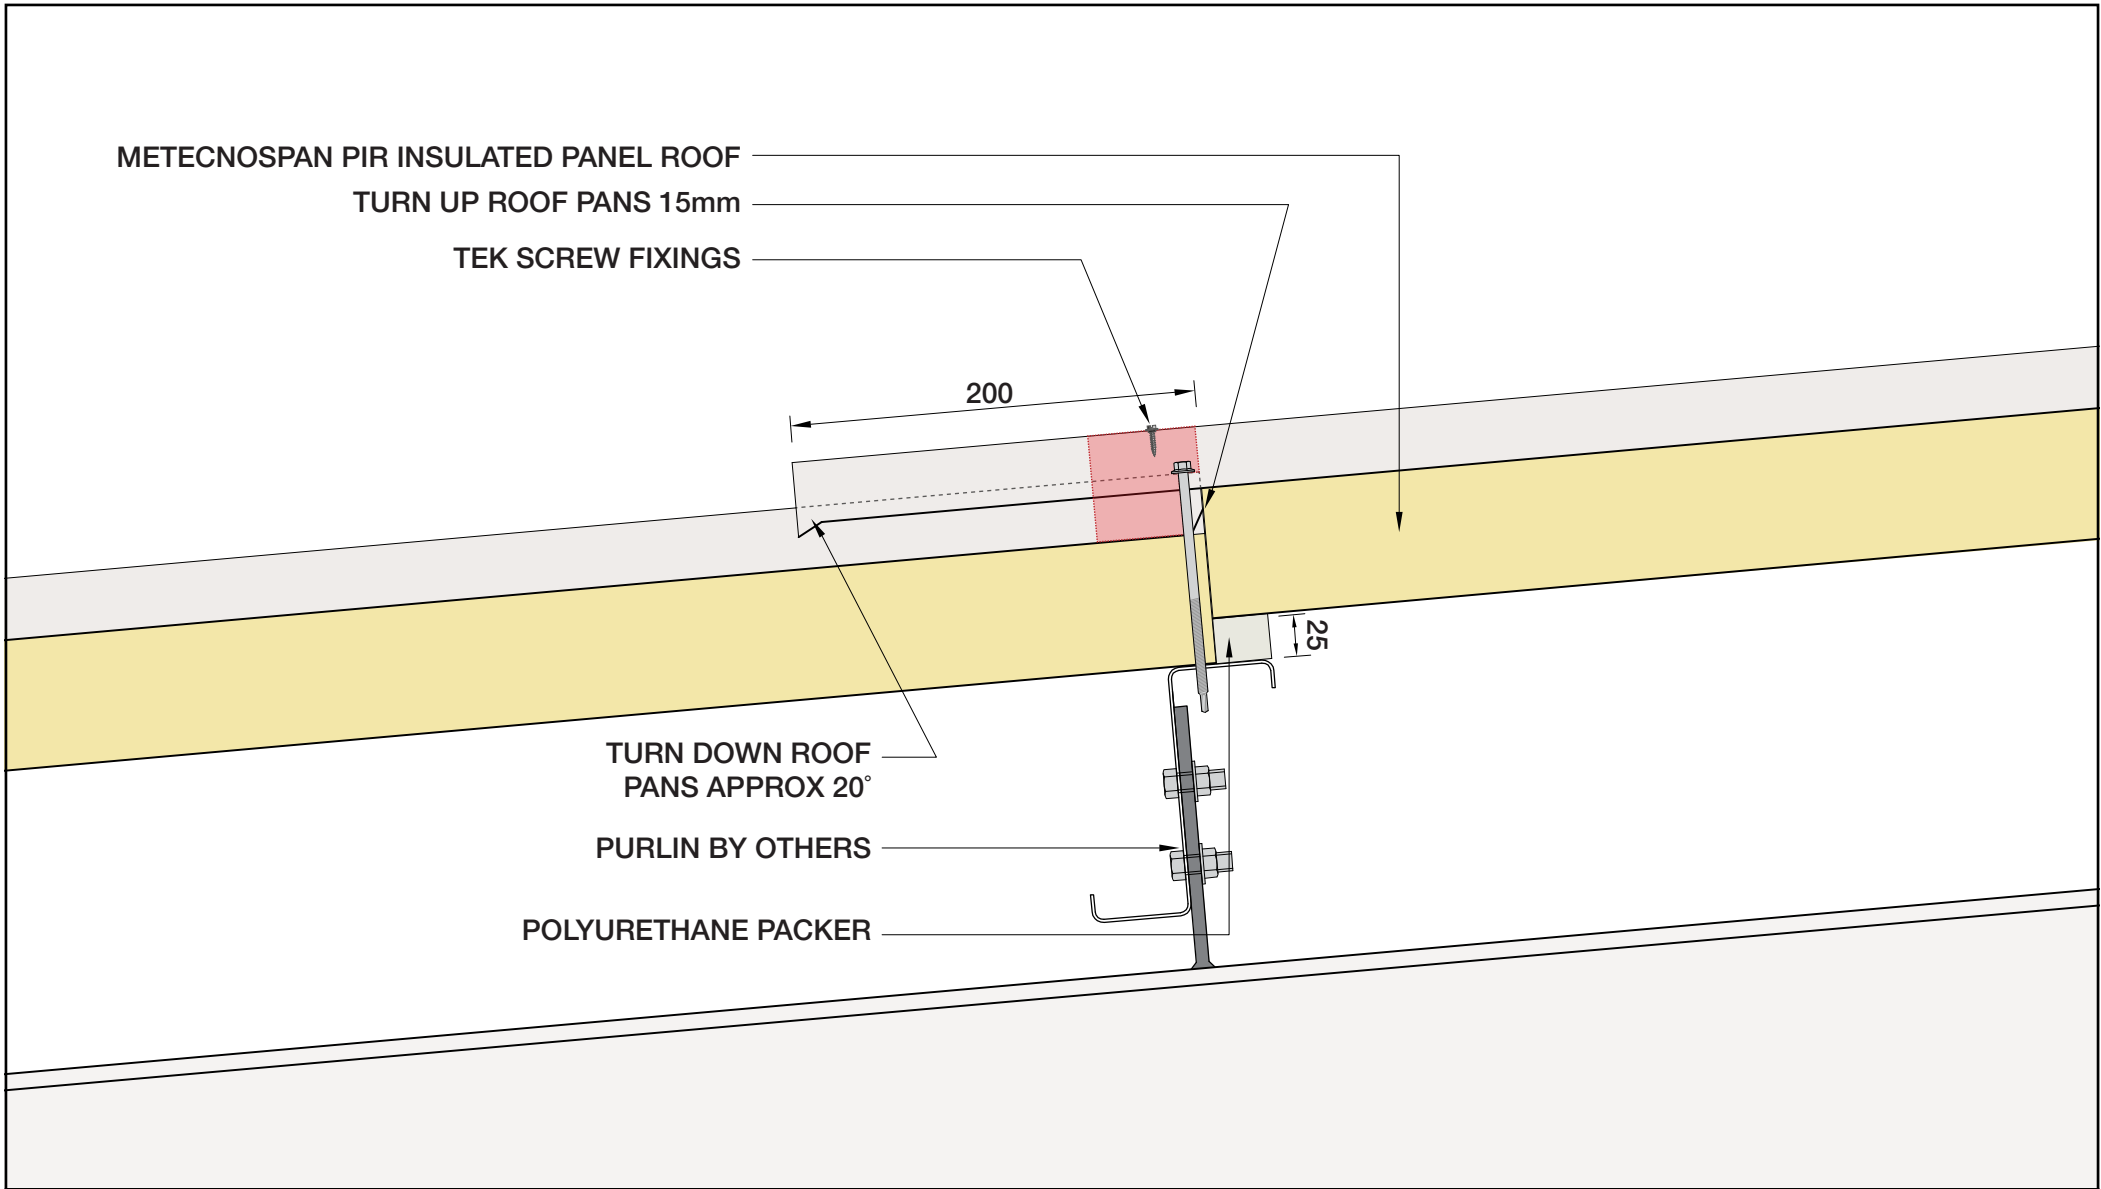 METECNOSPAN PIR INSULATED PANEL ROOF
TURN UP ROOF PANS 15mm
TEK SCREW FIXINGS
200
25
TURN DOWN ROOF
PANS APPROX 20°
PURLIN BY OTHERS
POLYURETHANE PACKER